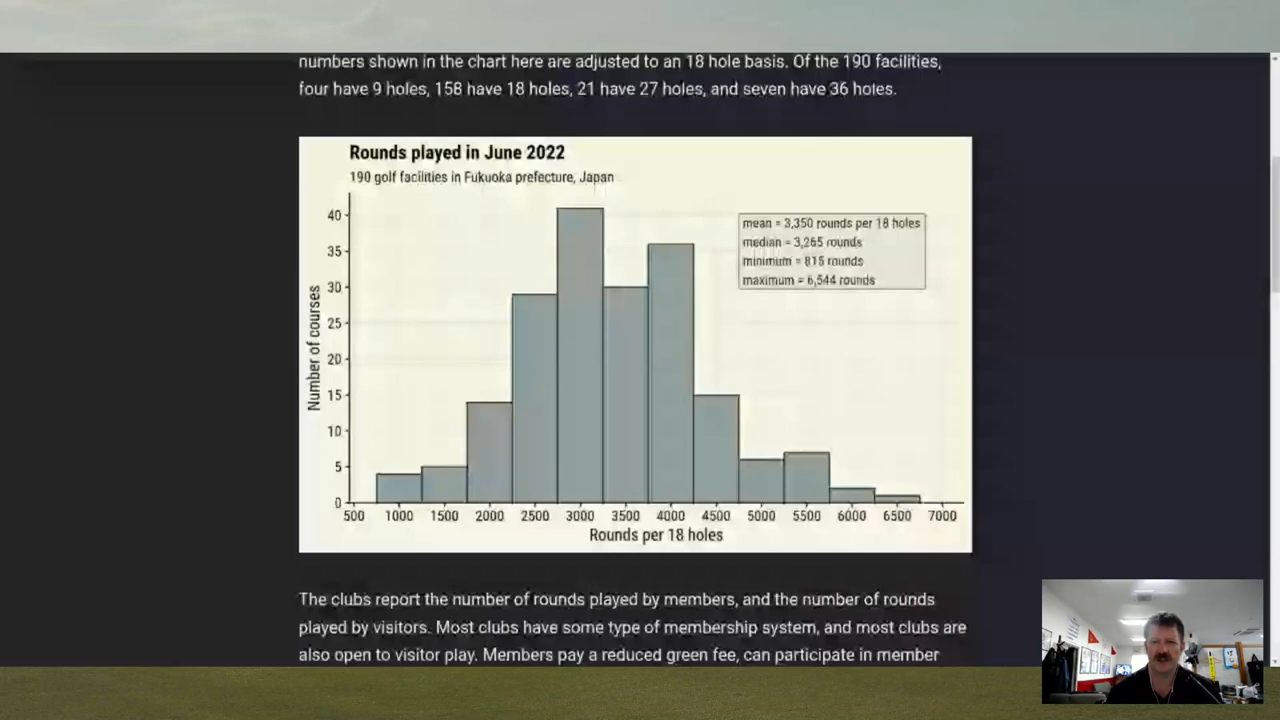 numbers shown in the chart here are adjusted to an 18 hole basis. Of the 190 facilities,
four have 9 holes, 158 have 18 holes, 21 have 27 holes, and seven have 36 holes.
Rounds played in June 2022
190 golf facilities in Fukuoka prefecture, Japan
mean = 3,350 rounds per 18 holes
median = 3,265 rounds
minimum = 815 rounds
maximum = 6,544 rounds
Number of courses
40
35
30
25
20
15
10
5
0
500 1000 1500 2000 2500 3000 3500 4000 4500 5000 5500 6000 6500 7000
Rounds per 18 holes
The clubs report the number of rounds played by members, and the number of rounds
played by visitors. Most clubs have some type of membership system, and most clubs are
also open to visitor play. Members pay a reduced green fee, can participate in member